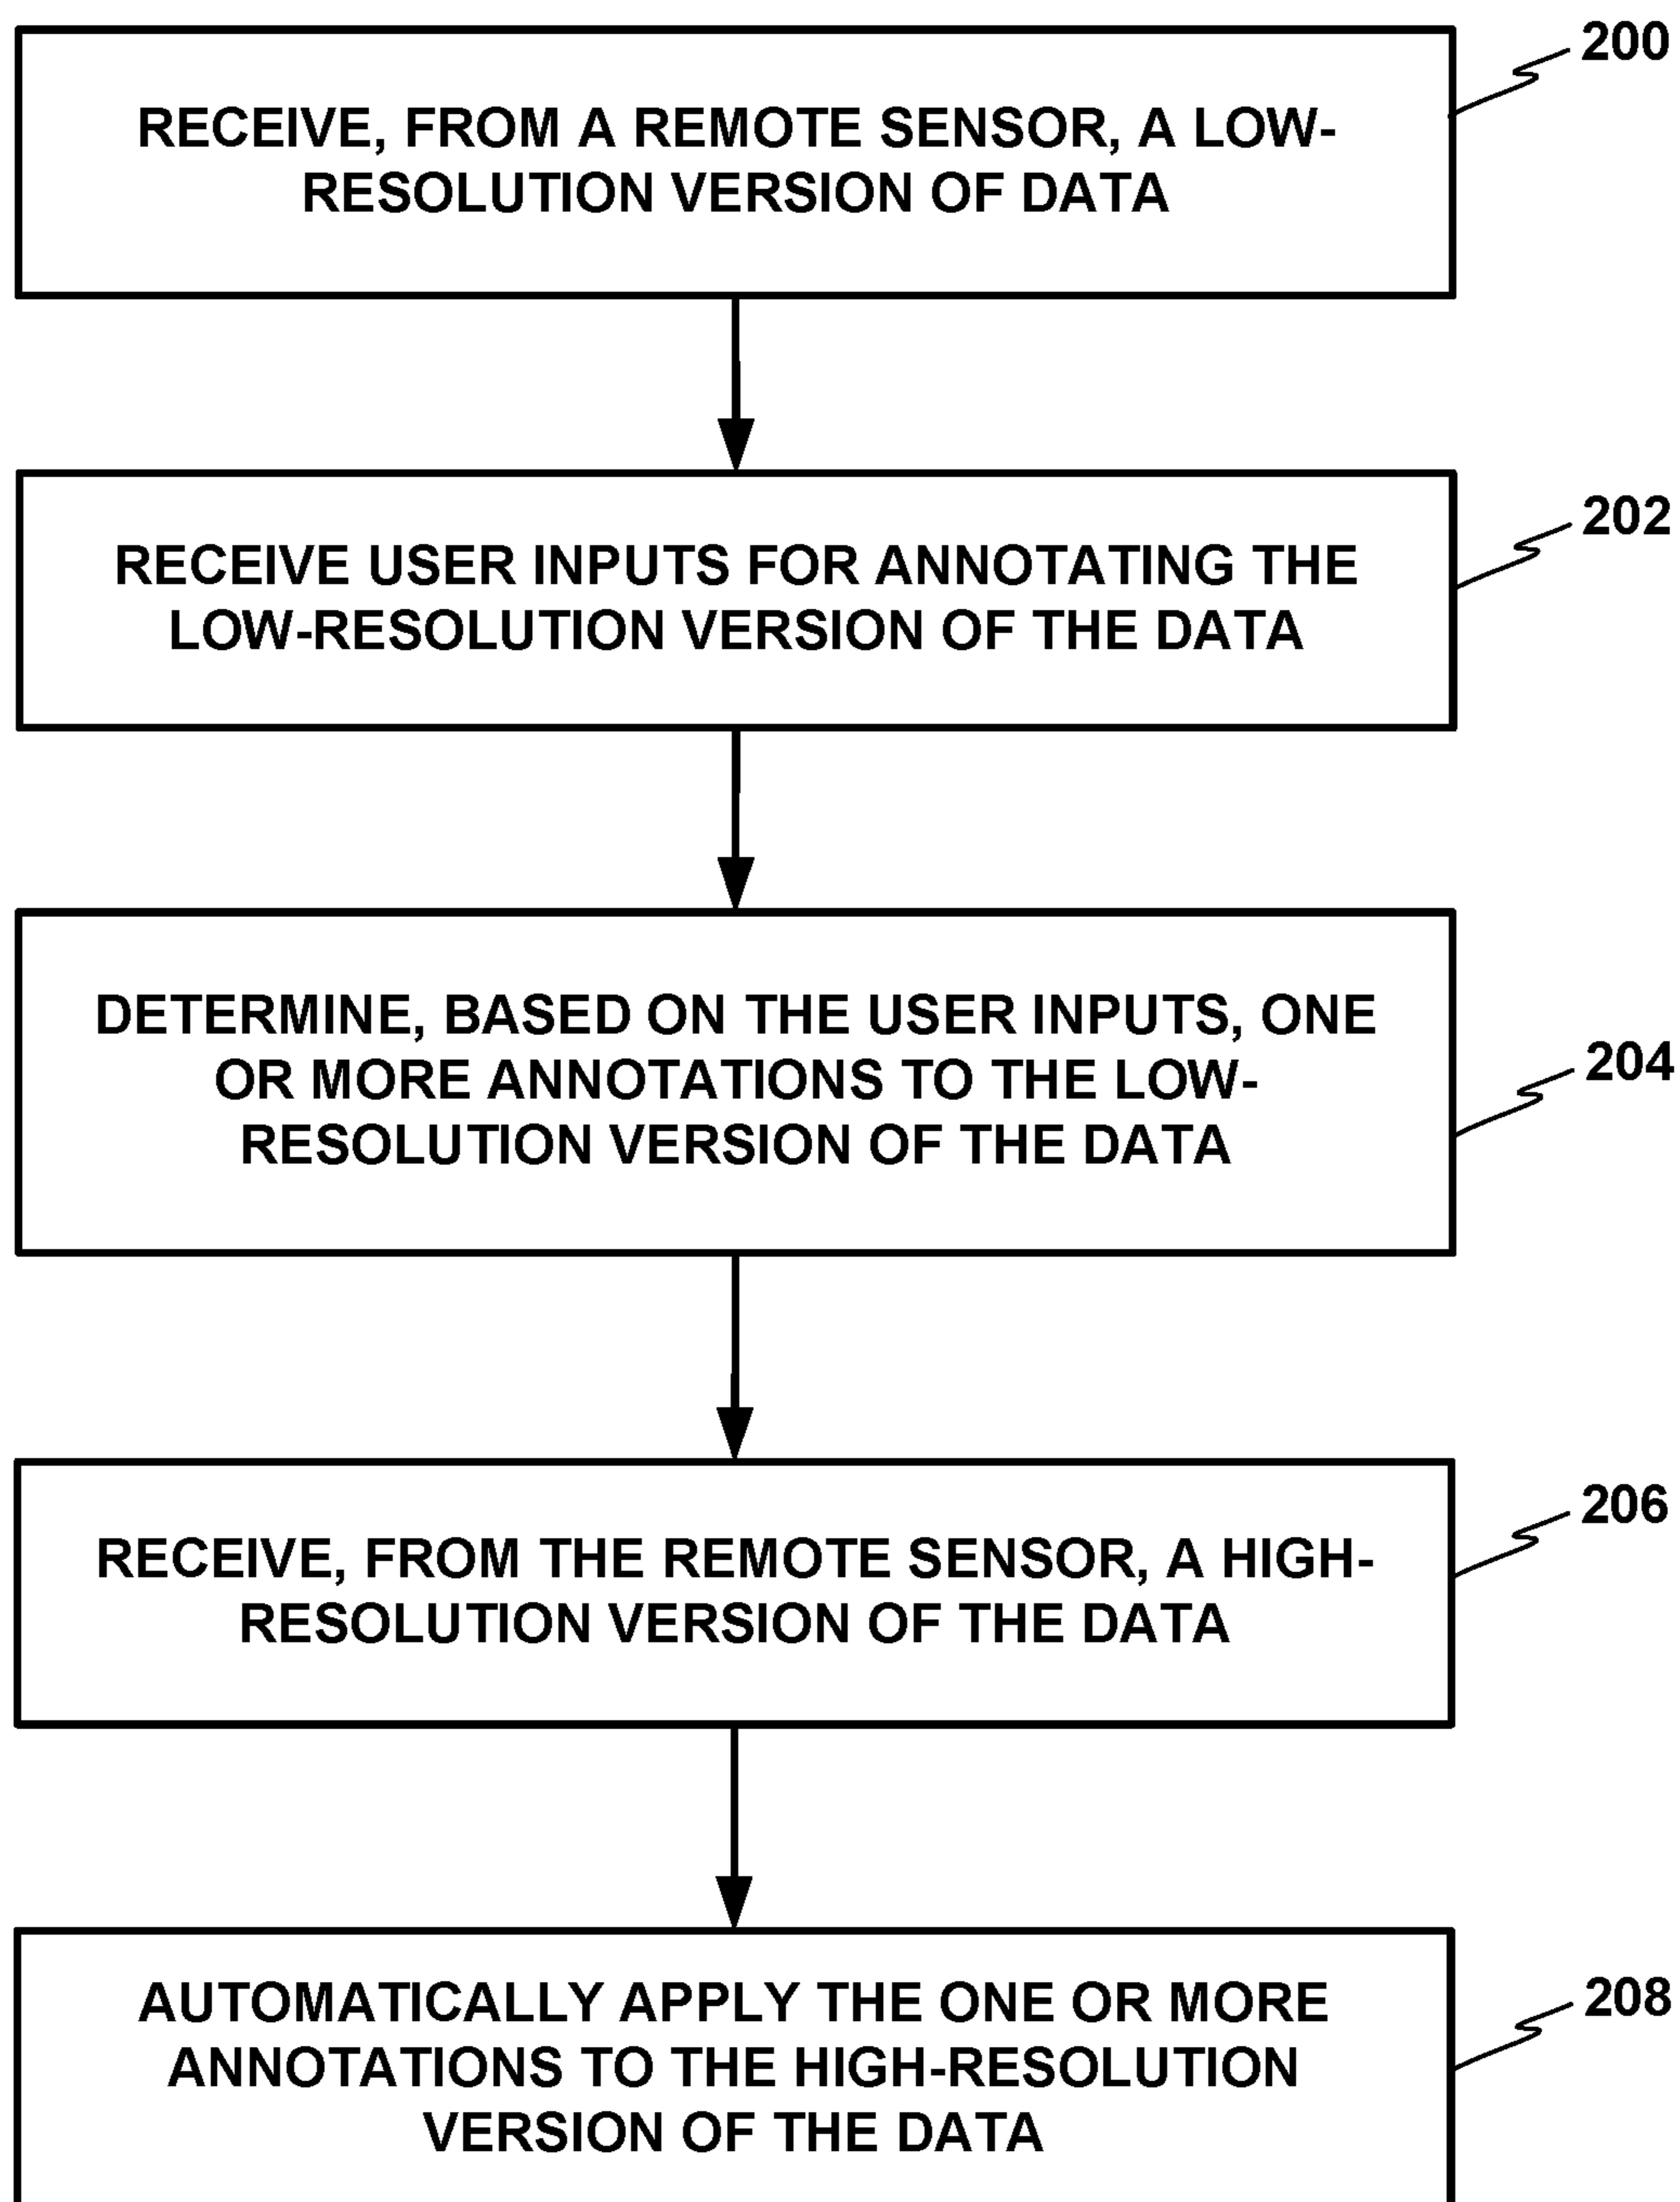 200
RECEIVE, FROM A REMOTE SENSOR, A LOW-
RESOLUTION VERSION OF DATA
202
RECEIVE USER INPUTS FOR ANNOTATING THE
LOW-RESOLUTION VERSION OF THE DATA
DETERMINE, BASED ON THE USER INPUTS, ONE
OR MORE ANNOTATIONS TO THE LOW-
RESOLUTION VERSION OF THE DATA
204
206
RECEIVE, FROM THE REMOTE SENSOR, A HIGH-
RESOLUTION VERSION OF THE DATA
208
AUTOMATICALLY APPLY THE ONE OR MORE
ANNOTATIONS TO THE HIGH-RESOLUTION
VERSION OF THE DATA